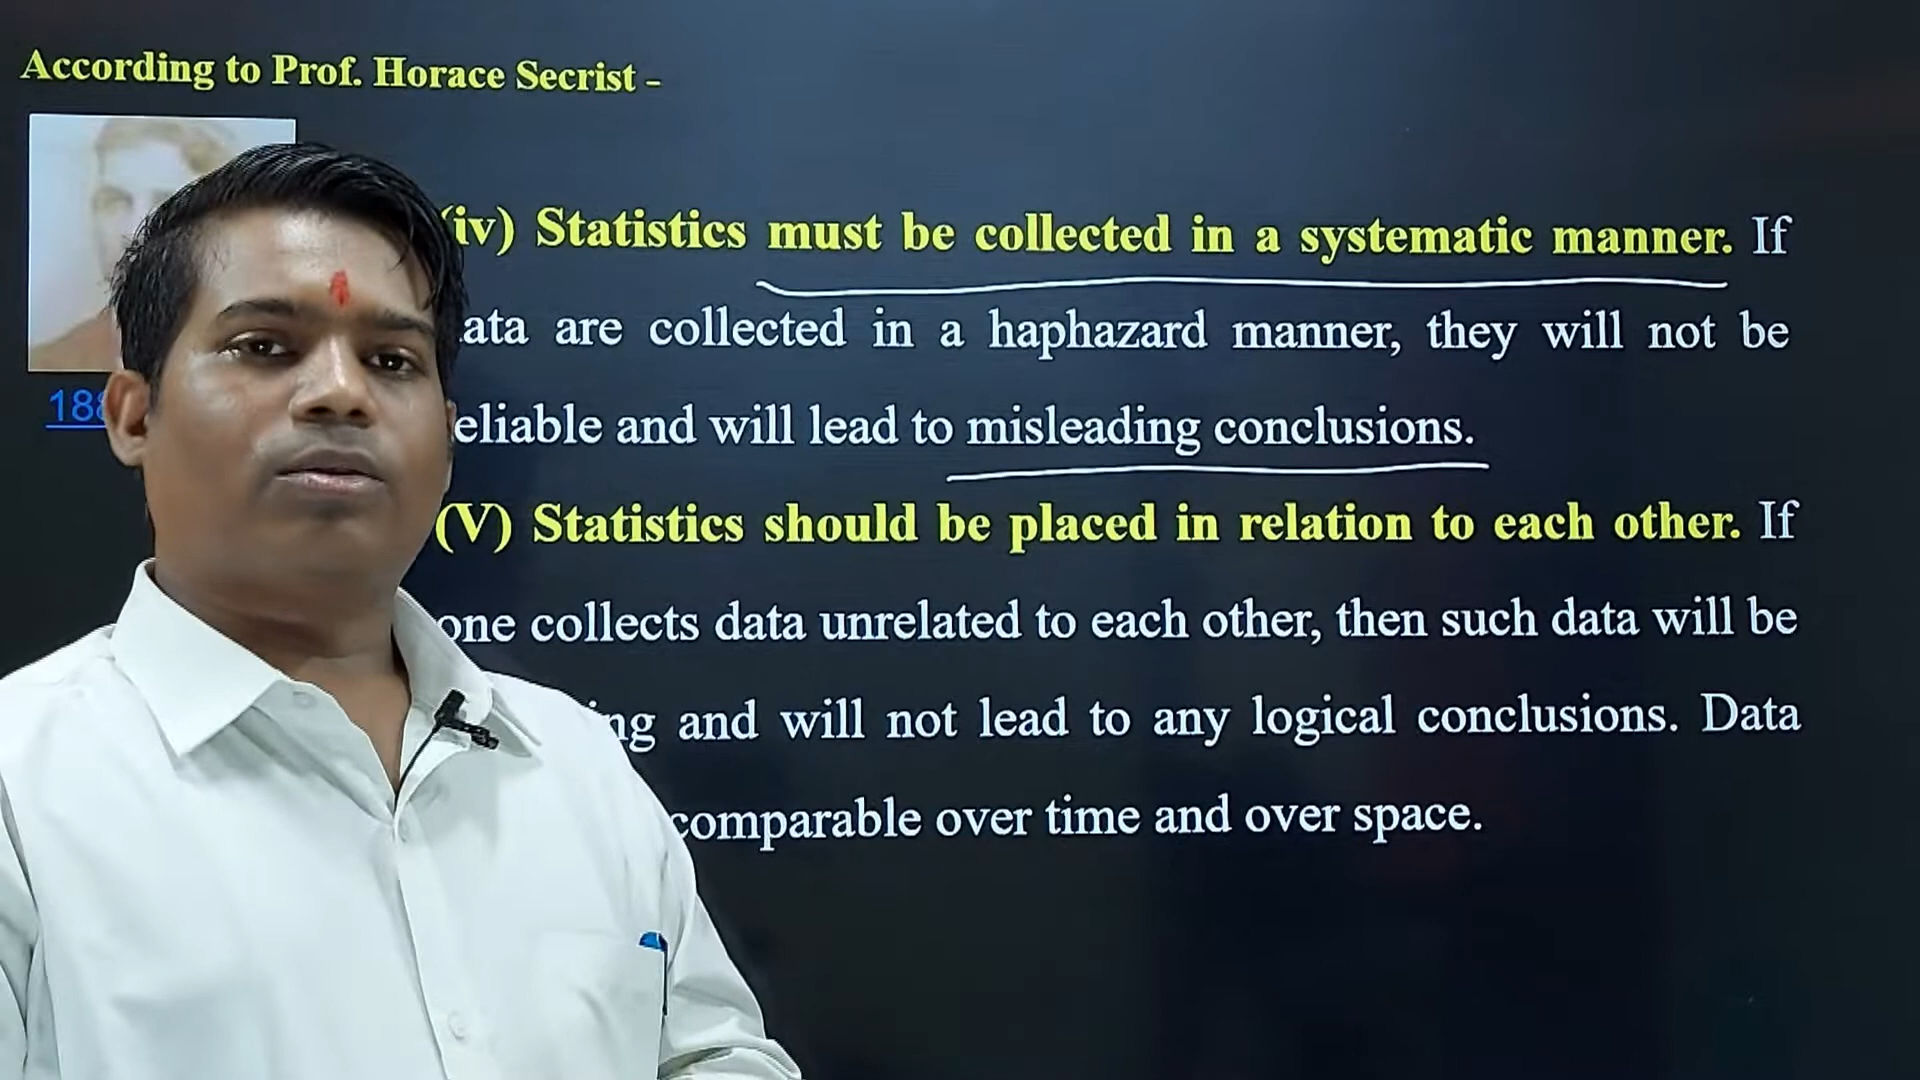 According to Prof. Horace Secrist -
(iv) Statistics must be collected in a systematic manner. If
are collected in a haphazard manner, they will not be
and will lead to misleading conclusions.
(V) Statistics should be placed in relation to each other. If
one collects data unrelated to each other, then such data will be
and will not lead to any logical conclusions. Data
comparable over time and over space.